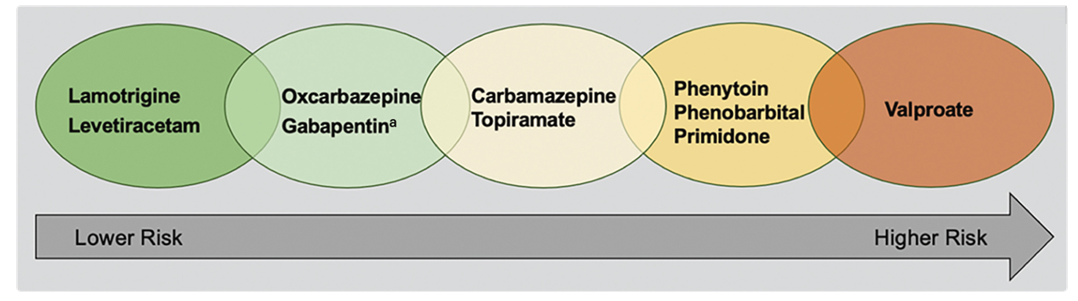 Lamotrigine
Levetiracetam
Oxcarbazepine
Gabapentinᵃ
Carbamazepine
Topiramate
Phenytoin
Phenobarbital
Primidone
Valproate
Lower Risk
Higher Risk